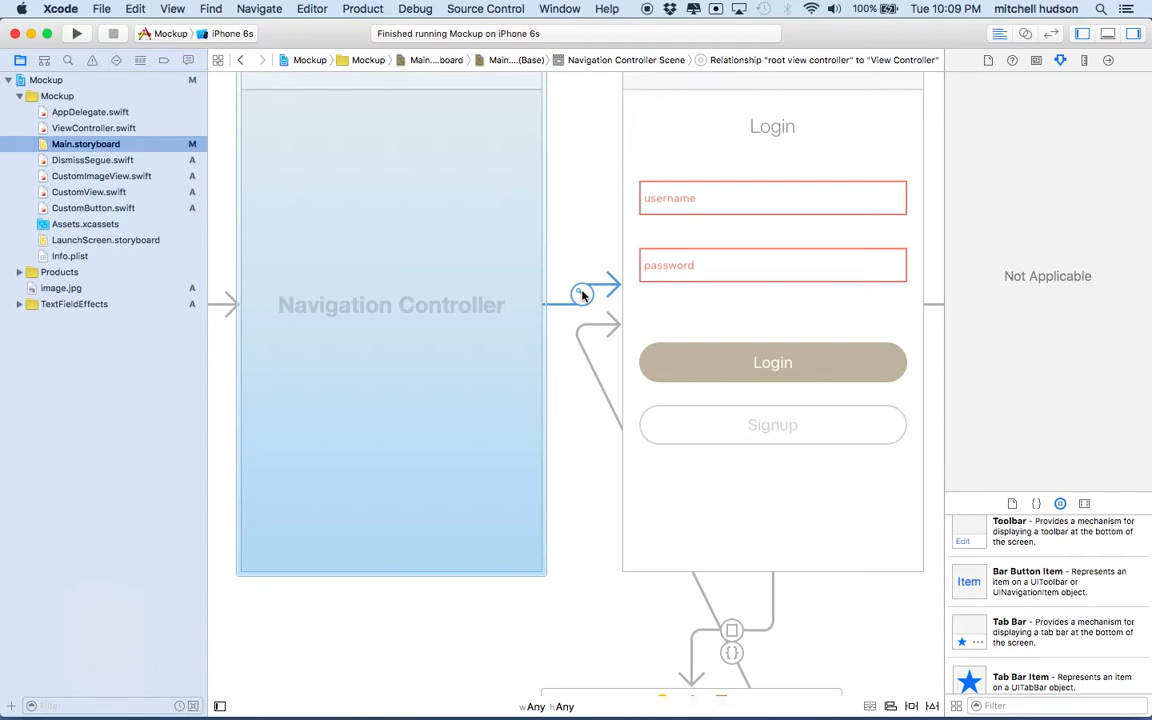 Xcode File Edit View Find Navigate Editor Product Debug Source Control Window Help 100% Tue 10:09 PM mitchell hudson
Mockup iPhone 6s Finished running Mockup on iPhone 6s
Mockup Mockup Main....board Main....(Base) Navigation Controller Scene Relationship "root view controller" to "View Controller"
Mockup
Mockup
AppDelegate.swift
ViewController.swift
Main.storyboard M
DismissSegue.swift A
CustomImageView.swift A
CustomView.swift A
CustomButton.swift A
Assets.xcassets
LaunchScreen.storyboard
Info.plist
Products
image.jpg A
TextFieldEffects A
Filter
Navigation Controller
Login
username
password
Login
Signup
{}
wAny hAny
Not Applicable
{}
Edit
Toolbar - Provides a mechanism for
displaying a toolbar at the bottom of
the screen.
Item
Bar Button Item - Represents an
item on a UIToolbar or
UINavigationItem object.
Tab Bar - Provides a mechanism for
displaying a tab bar at the bottom of
the screen.
Tab Bar Item - Represents an item
on a UITabBar object.
Filter